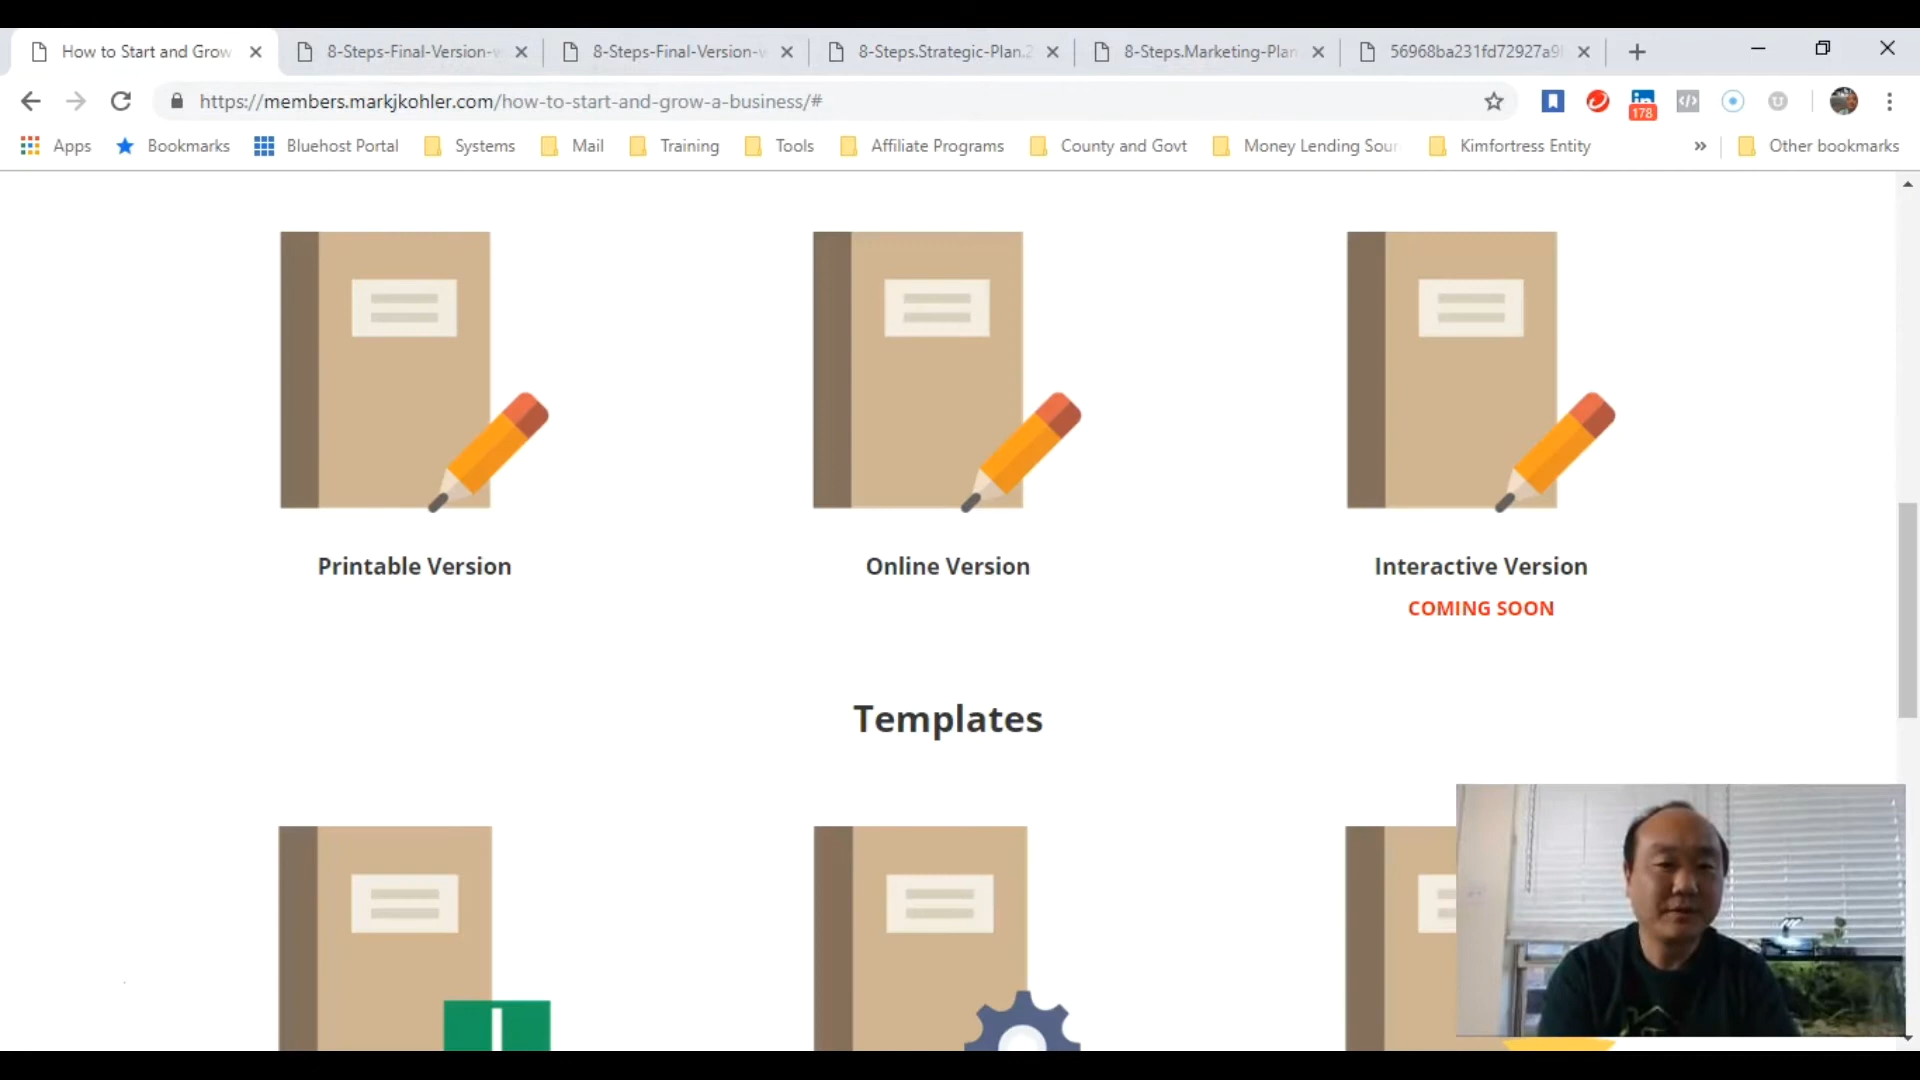 How to Start and Grow
8-Steps-Final-Version-w
8-Steps-Final-Version-w
8-Steps.Strategic-Plan.2
8-Steps.Marketing-Plan
56968ba231fd72927a9
https://members.markjkohler.com/how-to-start-and-grow-a-business/#
178
Apps
Bookmarks
Bluehost Portal
Systems
Mail
Training
Tools
Affiliate Programs
County and Govt
Money Lending Sour
Kimfortress Entity
»
Other bookmarks
Printable Version
Online Version
Interactive Version
COMING SOON
Templates